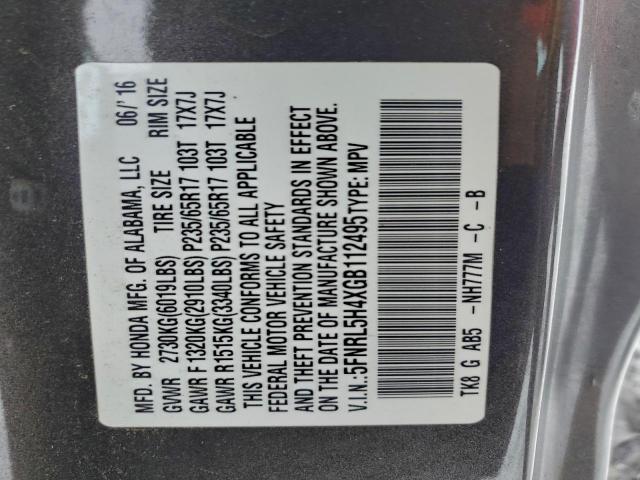 MFD. BY HONDA MFG. OF ALABAMA, LLC 06/'16
GVWR 2730KG(6019LBS) TIRE SIZE RIM SIZE
GAWR F 1320KG(2910LBS) P235/65R17 103T 17X7J
GAWR R 1515KG(3340LBS) P235/65R17 103T 17X7J
THIS VEHICLE CONFORMS TO ALL APPLICABLE
FEDERAL MOTOR VEHICLE SAFETY
AND THEFT PREVENTION STANDARDS IN EFFECT
ON THE DATE OF MANUFACTURE SHOWN ABOVE.
V.I.N.:5FNRL5H4XGB112495 TYPE: MPV
TK8 G AB5 -NH777M -C -B